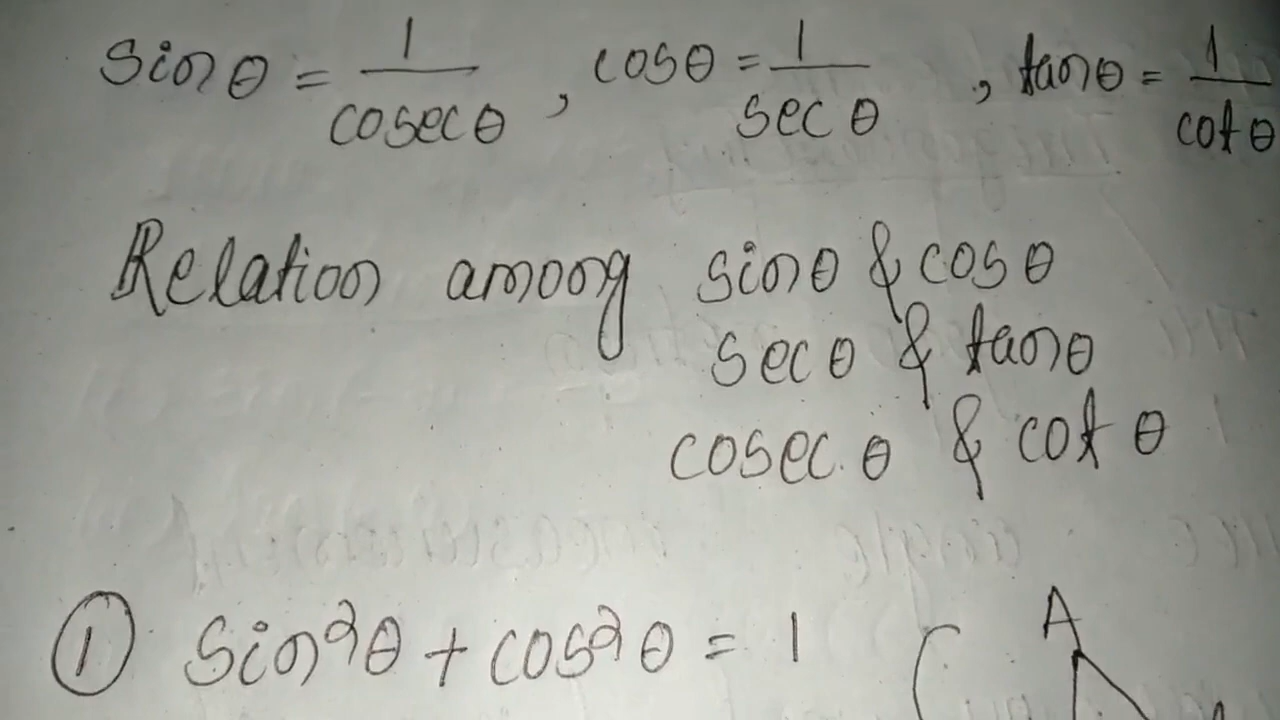 sinθ = 1/cosecθ , cosθ = 1/secθ , tanθ = 1/cotθ
Relation among sinθ & cosθ
secθ & tanθ
cosec.θ & cotθ
① sin²θ + cos²θ = 1
A